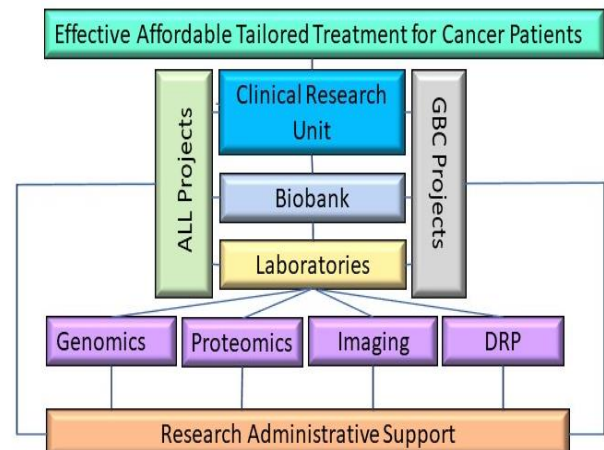 Effective Affordable Tailored Treatment for Cancer Patients
ALL Projects
Clinical Research
Unit
GBC Projects
Biobank
Laboratories
Genomics
Proteomics
Imaging
DRP
Research Administrative Support